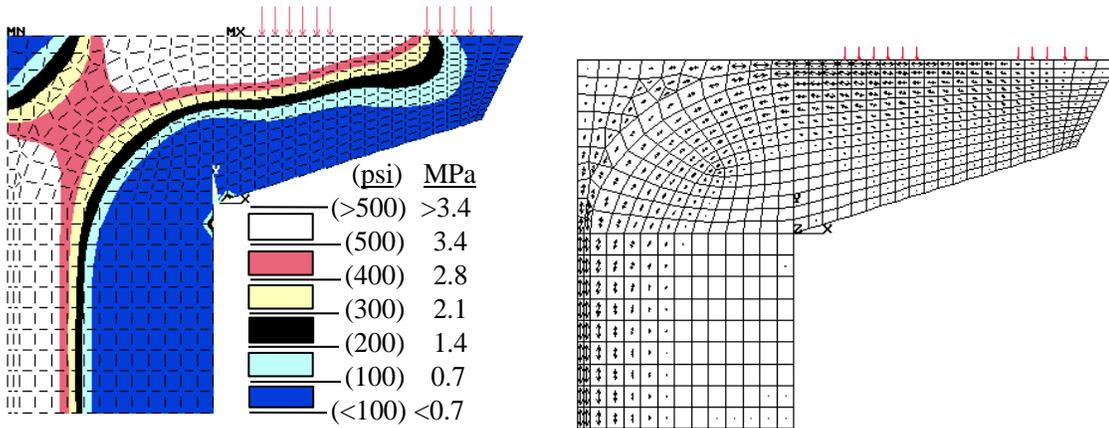 MN
MX
Y
X
(psi) MPa
(>500) >3.4
(500) 3.4
(400) 2.8
(300) 2.1
(200) 1.4
(100) 0.7
(<100) <0.7
Y
Z X